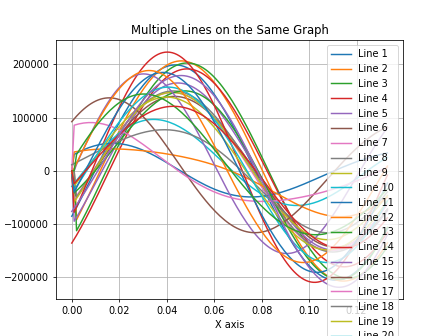 Multiple Lines on the Same Graph
200000
100000
0
−100000
−200000
0.00
0.02
0.04
0.06
0.08
0.10
X axis
Line 1
Line 2
Line 3
Line 4
Line 5
Line 6
Line 7
Line 8
Line 9
Line 10
Line 11
Line 12
Line 13
Line 14
Line 15
Line 16
Line 17
Line 18
Line 19
Line 20